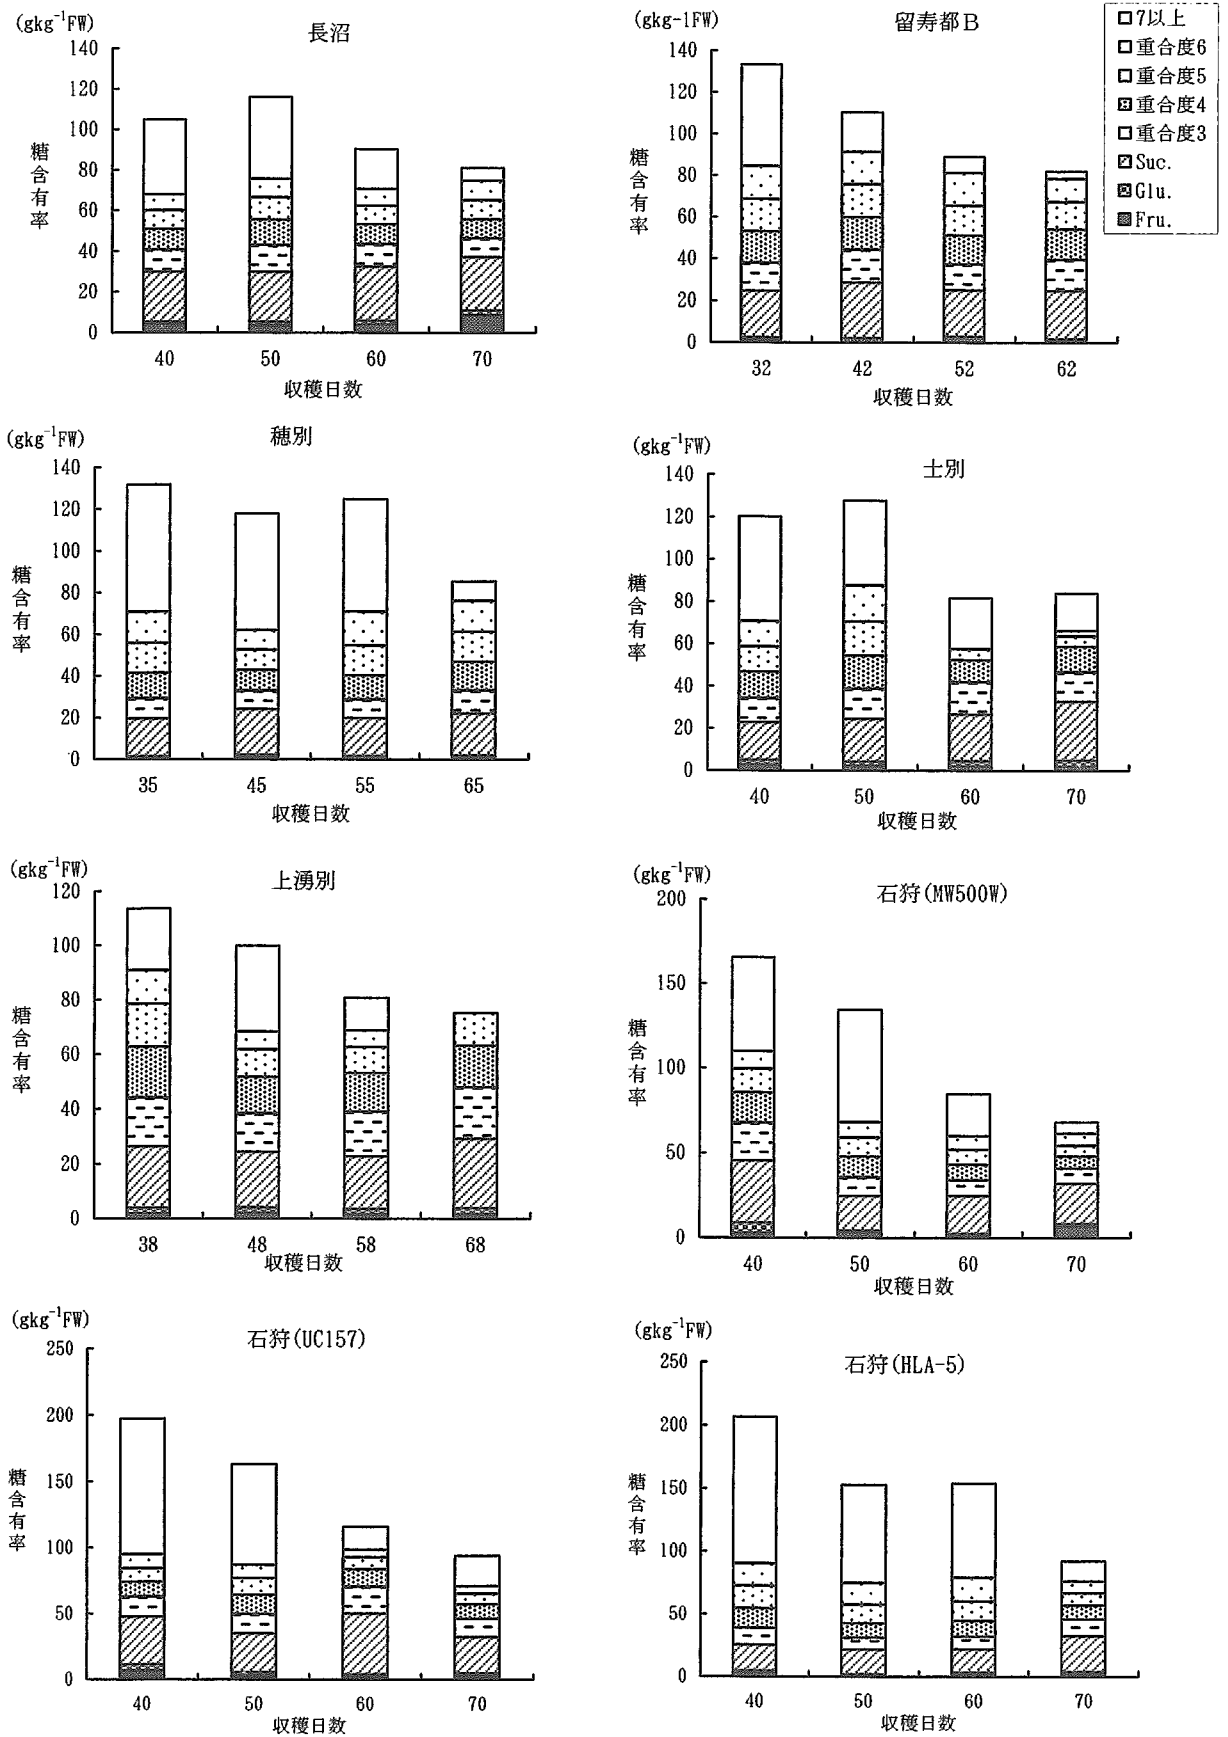 (gkg⁻¹FW)
長沼
140
120
100
80
60
40
20
0
糖含有率
40 50 60 70
収穫日数
(gkg-1FW)
留寿都B
140
120
100
80
60
40
20
0
糖含有率
32 42 52 62
収穫日数
7以上
重合度6
重合度5
重合度4
重合度3
Suc.
Glu.
Fru.
(gkg⁻¹FW)
穂別
140
120
100
80
60
40
20
0
糖含有率
35 45 55 65
収穫日数
(gkg⁻¹FW)
士別
140
120
100
80
60
40
20
0
糖含有率
40 50 60 70
収穫日数
(gkg⁻¹FW)
上湧別
120
100
80
60
40
20
0
糖含有率
38 48 58 68
収穫日数
(gkg⁻¹FW)
石狩(MW500W)
200
150
100
50
0
糖含有率
40 50 60 70
収穫日数
(gkg⁻¹FW)
石狩(UC157)
250
200
150
100
50
0
糖含有率
40 50 60 70
収穫日数
(gkg⁻¹FW)
石狩(HLA-5)
250
200
150
100
50
0
糖含有率
40 50 60 70
収穫日数